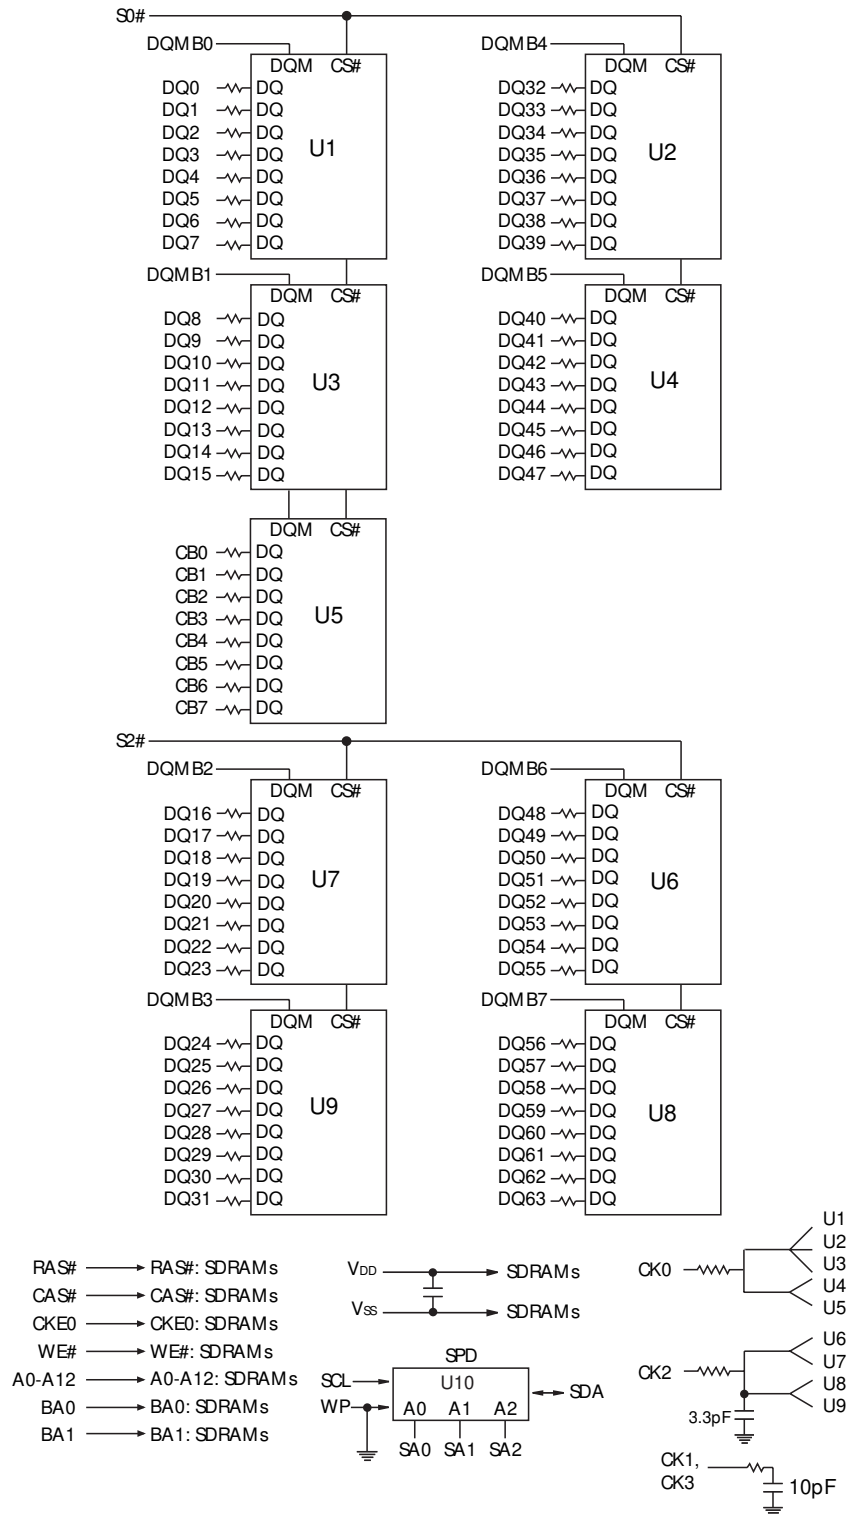 S0#
DQMB0
DQM CS#
DQ0 DQ
DQ1 DQ
DQ2 DQ
DQ3 DQ
DQ4 DQ
DQ5 DQ
DQ6 DQ
DQ7 DQ
U1
DQMB4
DQM CS#
DQ32 DQ
DQ33 DQ
DQ34 DQ
DQ35 DQ
DQ36 DQ
DQ37 DQ
DQ38 DQ
DQ39 DQ
U2
DQMB1
DQM CS#
DQ8 DQ
DQ9 DQ
DQ10 DQ
DQ11 DQ
DQ12 DQ
DQ13 DQ
DQ14 DQ
DQ15 DQ
U3
DQMB5
DQM CS#
DQ40 DQ
DQ41 DQ
DQ42 DQ
DQ43 DQ
DQ44 DQ
DQ45 DQ
DQ46 DQ
DQ47 DQ
U4
DQM CS#
CB0 DQ
CB1 DQ
CB2 DQ
CB3 DQ
CB4 DQ
CB5 DQ
CB6 DQ
CB7 DQ
U5
S2#
DQMB2
DQM CS#
DQ16 DQ
DQ17 DQ
DQ18 DQ
DQ19 DQ
DQ20 DQ
DQ21 DQ
DQ22 DQ
DQ23 DQ
U7
DQMB6
DQM CS#
DQ48 DQ
DQ49 DQ
DQ50 DQ
DQ51 DQ
DQ52 DQ
DQ53 DQ
DQ54 DQ
DQ55 DQ
U6
DQMB3
DQM CS#
DQ24 DQ
DQ25 DQ
DQ26 DQ
DQ27 DQ
DQ28 DQ
DQ29 DQ
DQ30 DQ
DQ31 DQ
U9
DQMB7
DQM CS#
DQ56 DQ
DQ57 DQ
DQ58 DQ
DQ59 DQ
DQ60 DQ
DQ61 DQ
DQ62 DQ
DQ63 DQ
U8
RAS# RAS#: SDRAMs
CAS# CAS#: SDRAMs
CKE0 CKE0: SDRAMs
WE# WE#: SDRAMs
A0-A12 A0-A12: SDRAMs
BA0 BA0: SDRAMs
BA1 BA1: SDRAMs
VDD SDRAMs
VSS SDRAMs
SPD
U10
SCL
WP
A0 A1 A2
SDA
SA0 SA1 SA2
CK0
U1
U2
U3
U4
U5
CK2
U6
U7
U8
U9
3.3pF
CK1,
CK3
10pF